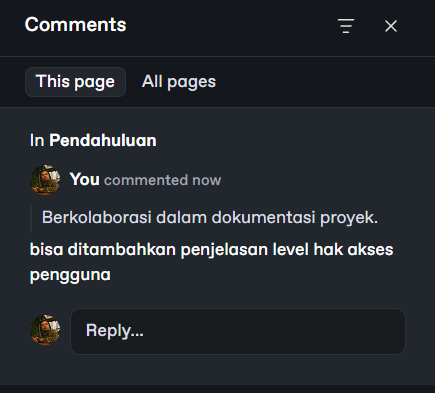 Comments
This page All pages
In Pendahuluan
You commented now
Berkolaborasi dalam dokumentasi proyek.
bisa ditambahkan penjelasan level hak akses
pengguna
Reply...